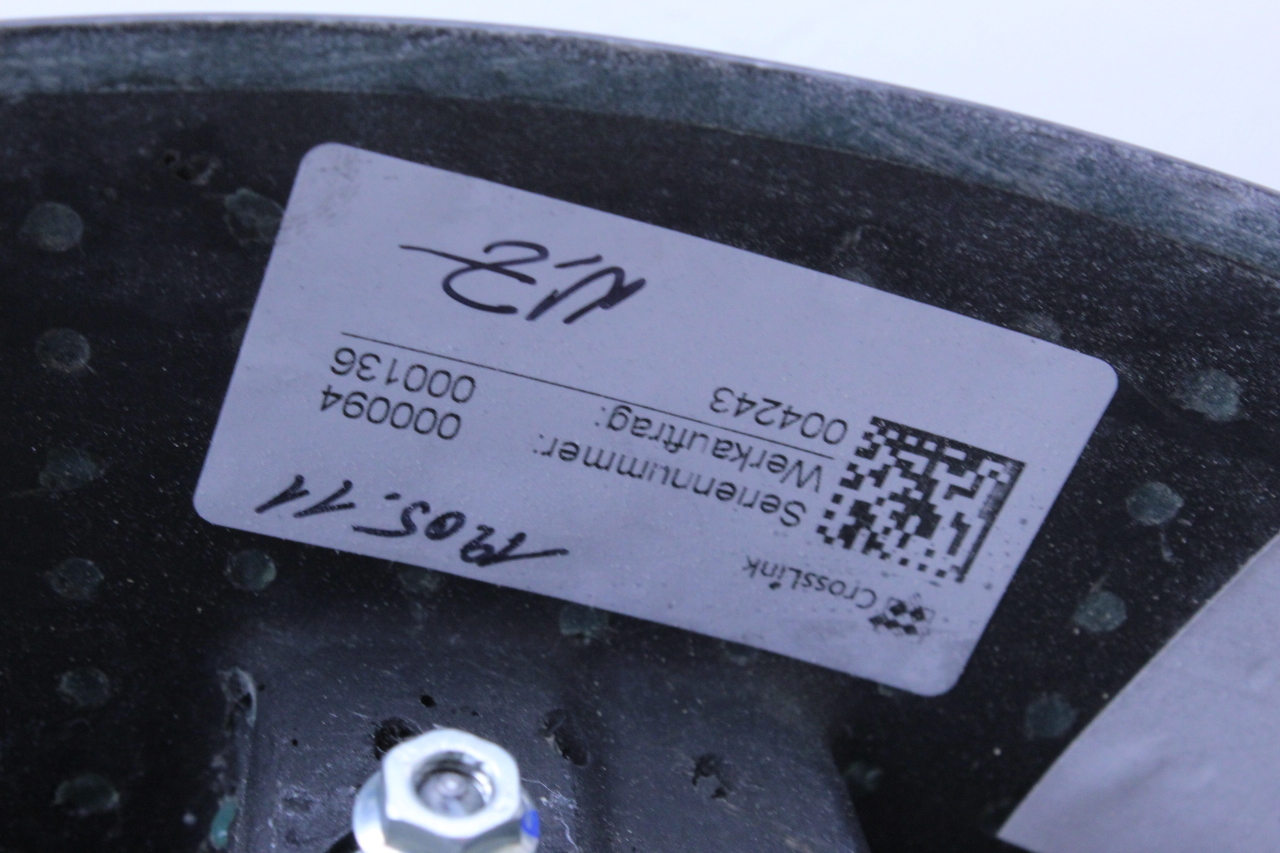 CrossLink
Seriennummer: 000094
Werkauftrag: 000136
004243